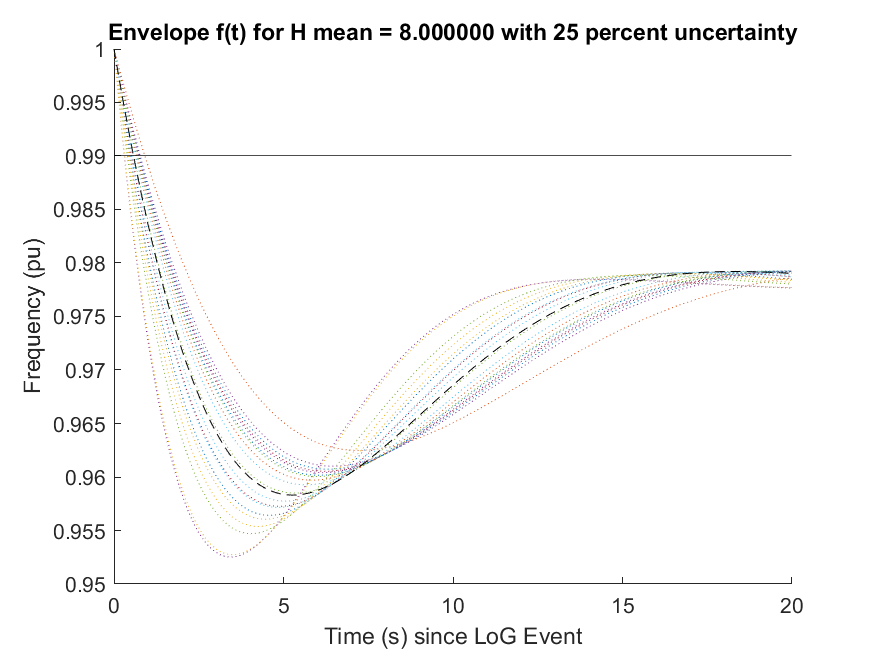 Envelope f(t) for H mean = 8.000000 with 25 percent uncertainty
1
0.995
0.99
0.985
0.98
0.975
0.97
0.965
0.96
0.955
0.95
Frequency (pu)
0 5 10 15 20
Time (s) since LoG Event